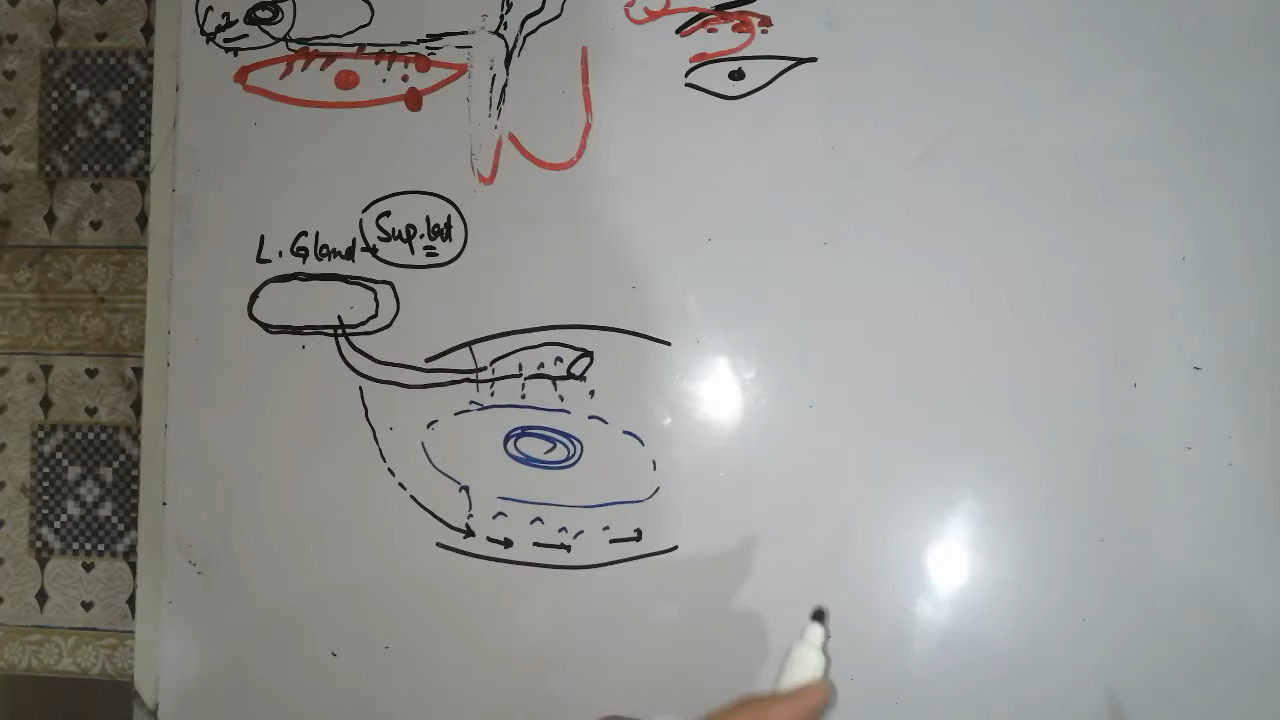 L. Gland → Sup. lat